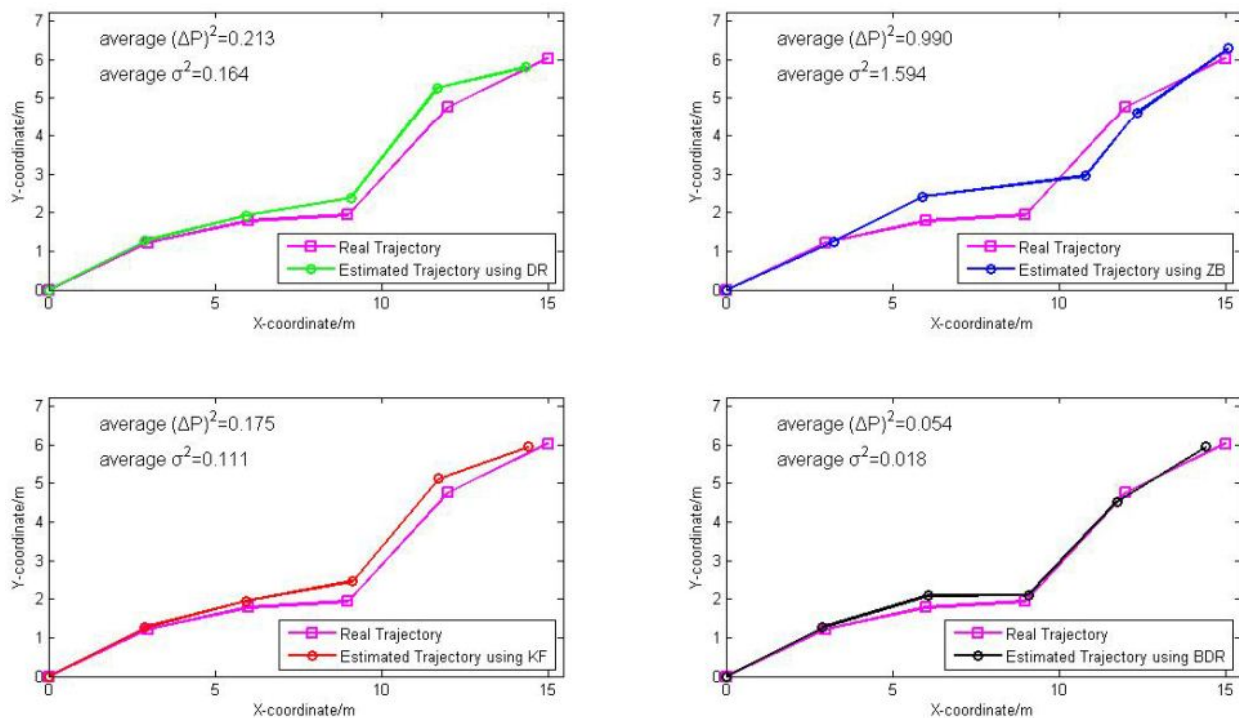 average (ΔP)²=0.213
average σ²=0.164
7
6
5
4
3
2
1
0
Y-coordinate/m
Real Trajectory
Estimated Trajectory using DR
0
5
10
15
X-coordinate/m
average (ΔP)²=0.990
average σ²=1.594
7
6
5
4
3
2
1
0
Y-coordinate/m
Real Trajectory
Estimated Trajectory using ZB
0
5
10
15
X-coordinate/m
average (ΔP)²=0.175
average σ²=0.111
7
6
5
4
3
2
1
0
Y-coordinate/m
Real Trajectory
Estimated Trajectory using KF
0
5
10
15
X-coordinate/m
average (ΔP)²=0.054
average σ²=0.018
7
6
5
4
3
2
1
0
Y-coordinate/m
Real Trajectory
Estimated Trajectory using BDR
0
5
10
15
X-coordinate/m